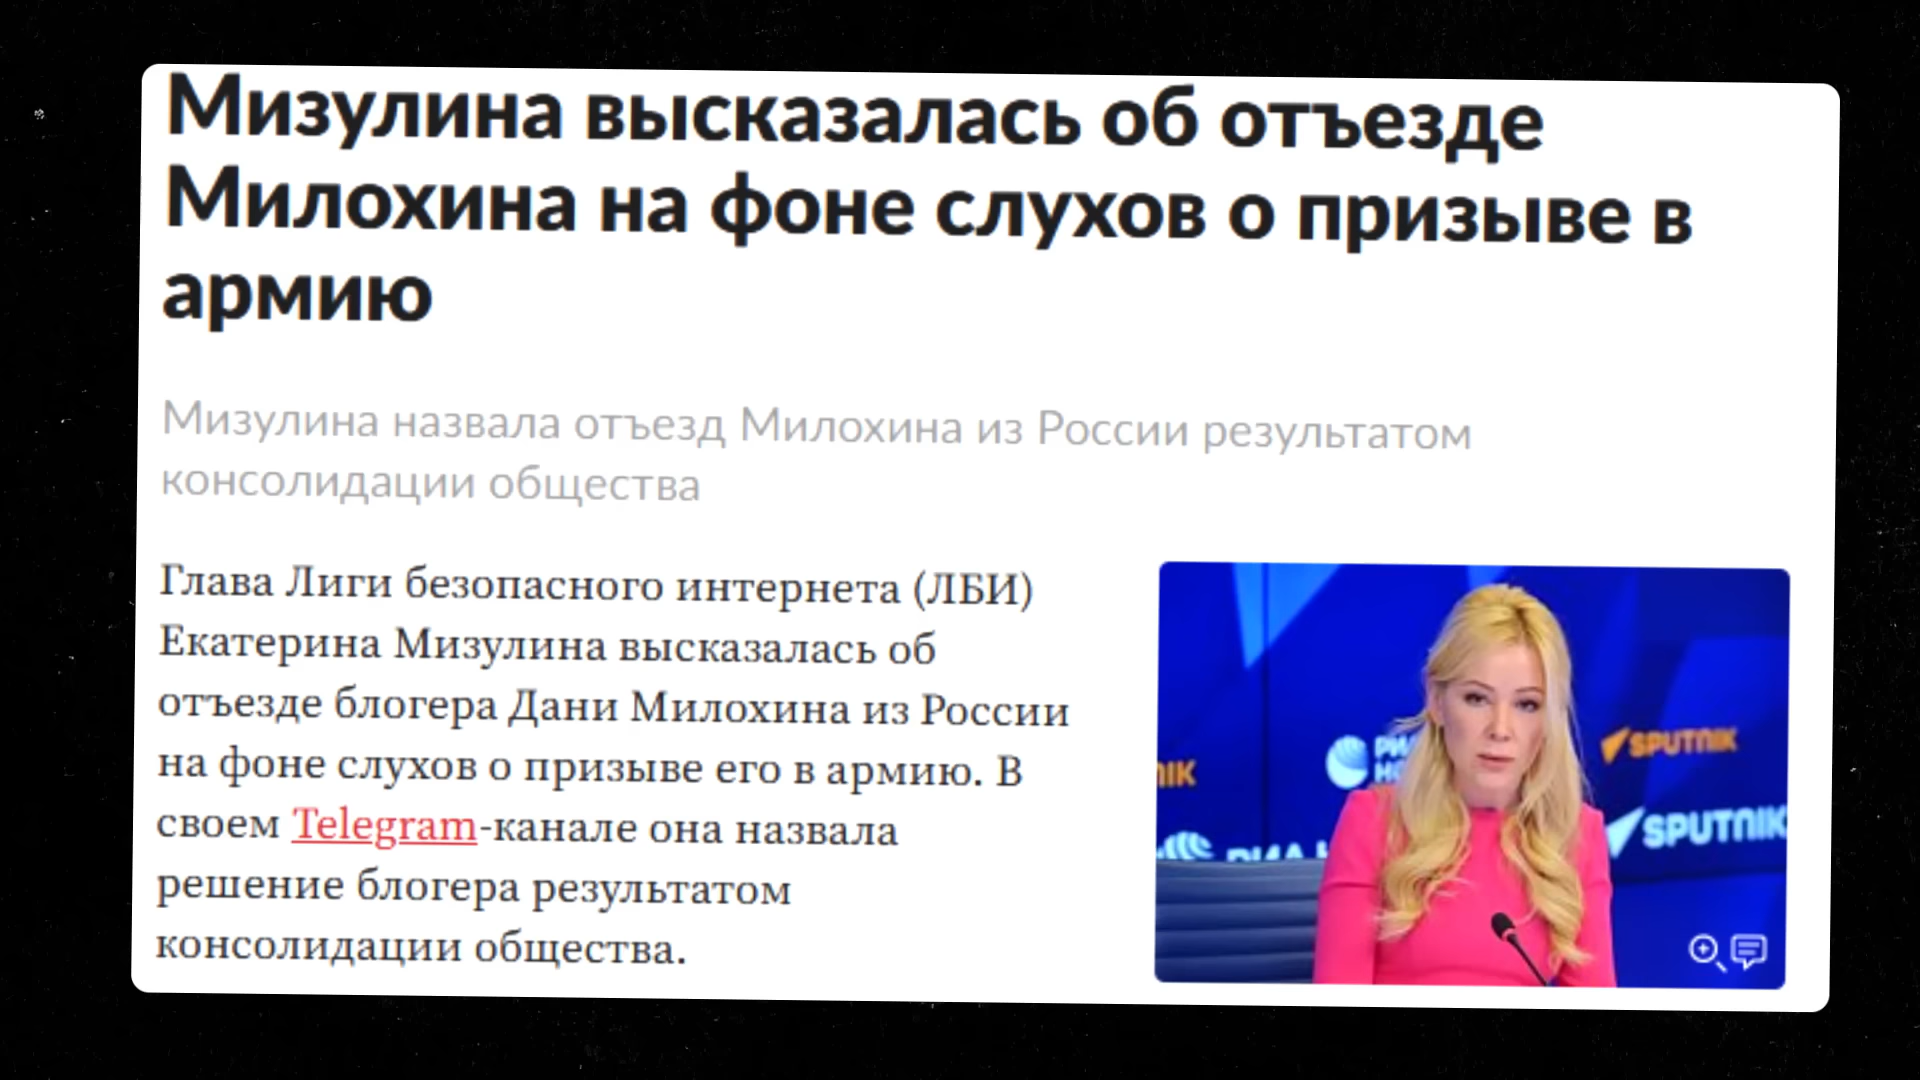 Мизулина высказалась об отъезде
Милохина на фоне слухов о призыве в
армию
Мизулина назвала отъезд Милохина из России результатом
консолидации общества
Глава Лиги безопасного интернета (ЛБИ)
Екатерина Мизулина высказалась об
отъезде блогера Дани Милохина из России
на фоне слухов о призыве его в армию. В
своем Telegram-канале она назвала
решение блогера результатом
консолидации общества.
SPUTNIK
SPUTNIK